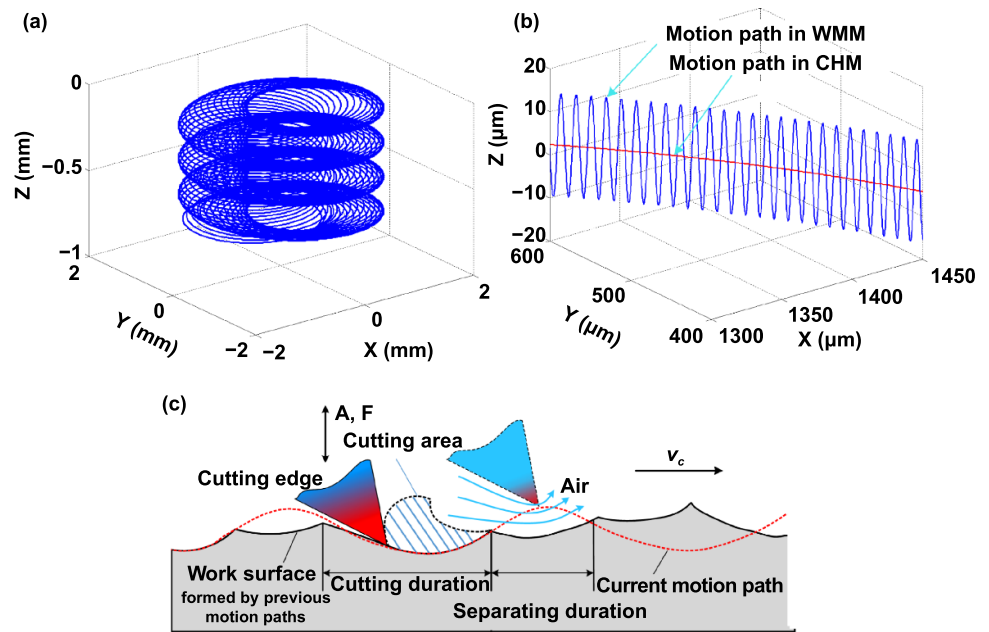 (a)
0
−0.5
−1
Z (mm)
2
0
−2
Y (mm)
−2
0
2
X (mm)
(b)
Motion path in WMM
Motion path in CHM
20
10
0
−10
−20
Z (μm)
600
500
400
Y (μm)
1300
1350
1400
1450
X (μm)
(c)
A, F
Cutting area
Cutting edge
Air
vc
Work surface
formed by previous
motion paths
Cutting duration
Separating duration
Current motion path